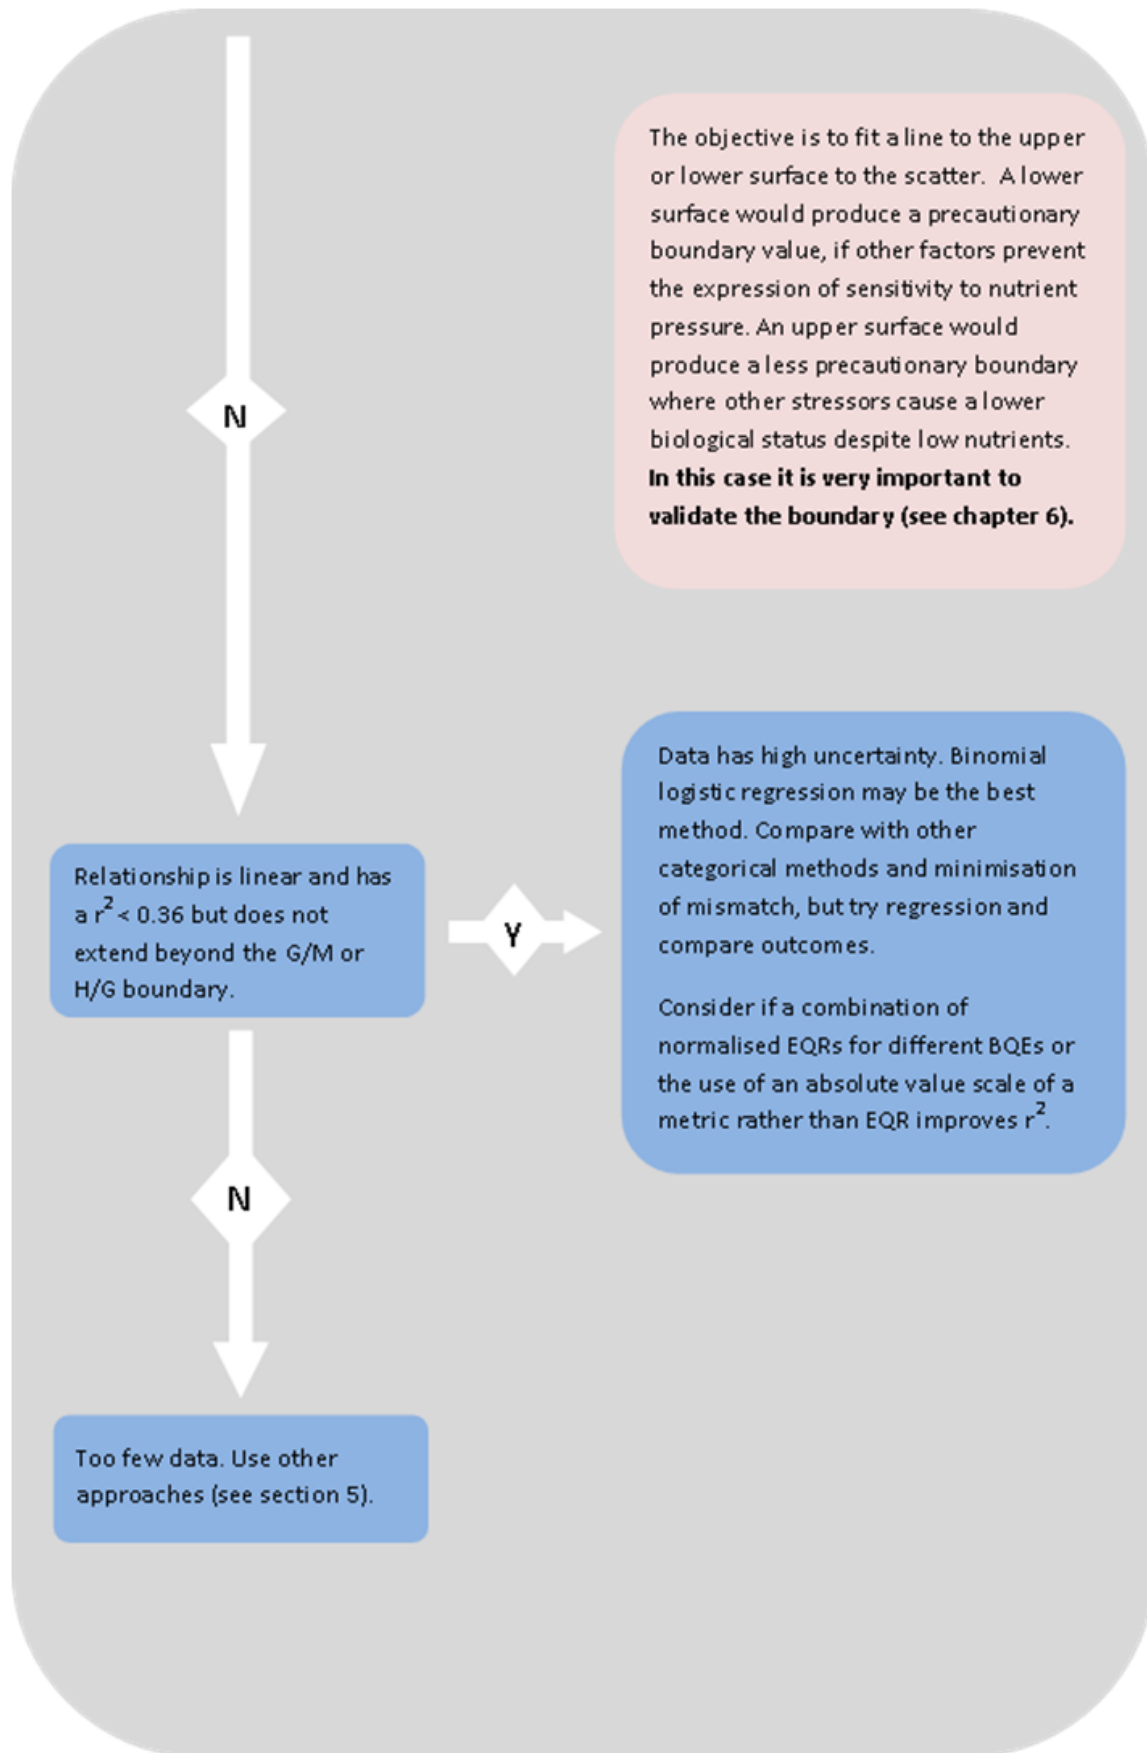 The objective is to fit a line to the upper
or lower surface to the scatter.  A lower
surface would produce a precautionary
boundary value, if other factors prevent
the expression of sensitivity to nutrient
pressure. An upper surface would
produce a less precautionary boundary
where other stressors cause a lower
biological status despite low nutrients.
In this case it is very important to
validate the boundary (see chapter 6).
N
Relationship is linear and has
a r² < 0.36 but does not
extend beyond the G/M or
H/G boundary.
Y
Data has high uncertainty. Binomial
logistic regression may be the best
method. Compare with other
categorical methods and minimisation
of mismatch, but try regression and
compare outcomes.
Consider if a combination of
normalised EQRs for different BQEs or
the use of an absolute value scale of a
metric rather than EQR improves r².
N
Too few data. Use other
approaches (see section 5).